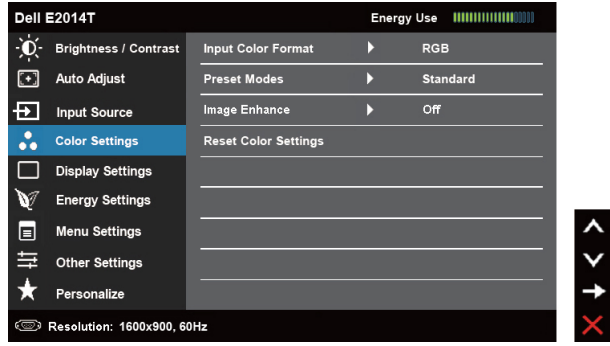 Dell E2014T Energy Use
Brightness / Contrast Input Color Format RGB
Auto Adjust Preset Modes Standard
Input Source Image Enhance Off
Color Settings Reset Color Settings
Display Settings
Energy Settings
Menu Settings
Other Settings
Personalize
Resolution: 1600x900, 60Hz